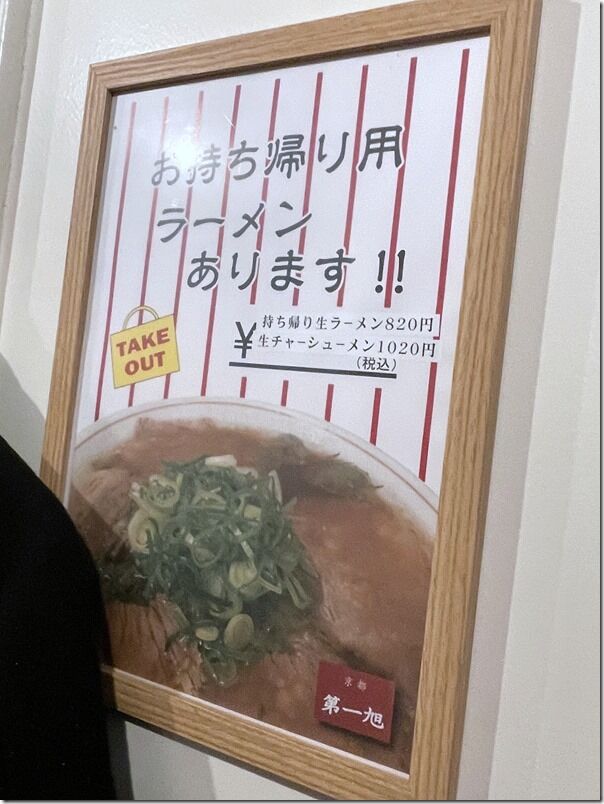 お持ち帰り用
ラーメン
あります!!
TAKE
OUT
¥
持ち帰り生ラーメン820円
生チャーシューメン1020円
(税込)
京都
第一旭